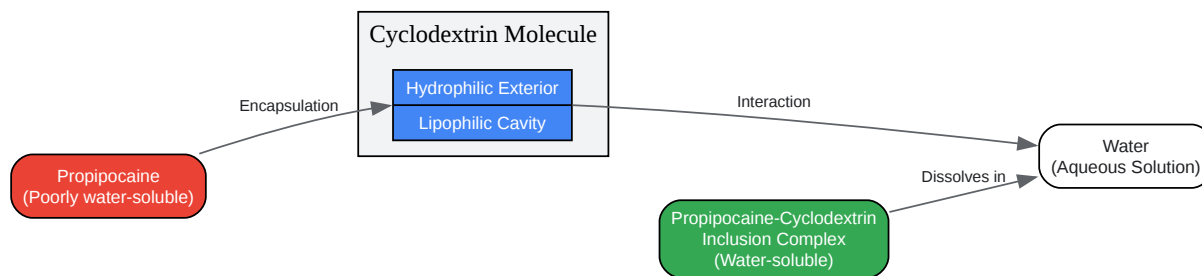 Cyclodextrin Molecule
Hydrophilic Exterior
Lipophilic Cavity
Encapsulation
Interaction
Propipocaine
(Poorly water-soluble)
Water
(Aqueous Solution)
Dissolves in
Propipocaine-Cyclodextrin
Inclusion Complex
(Water-soluble)